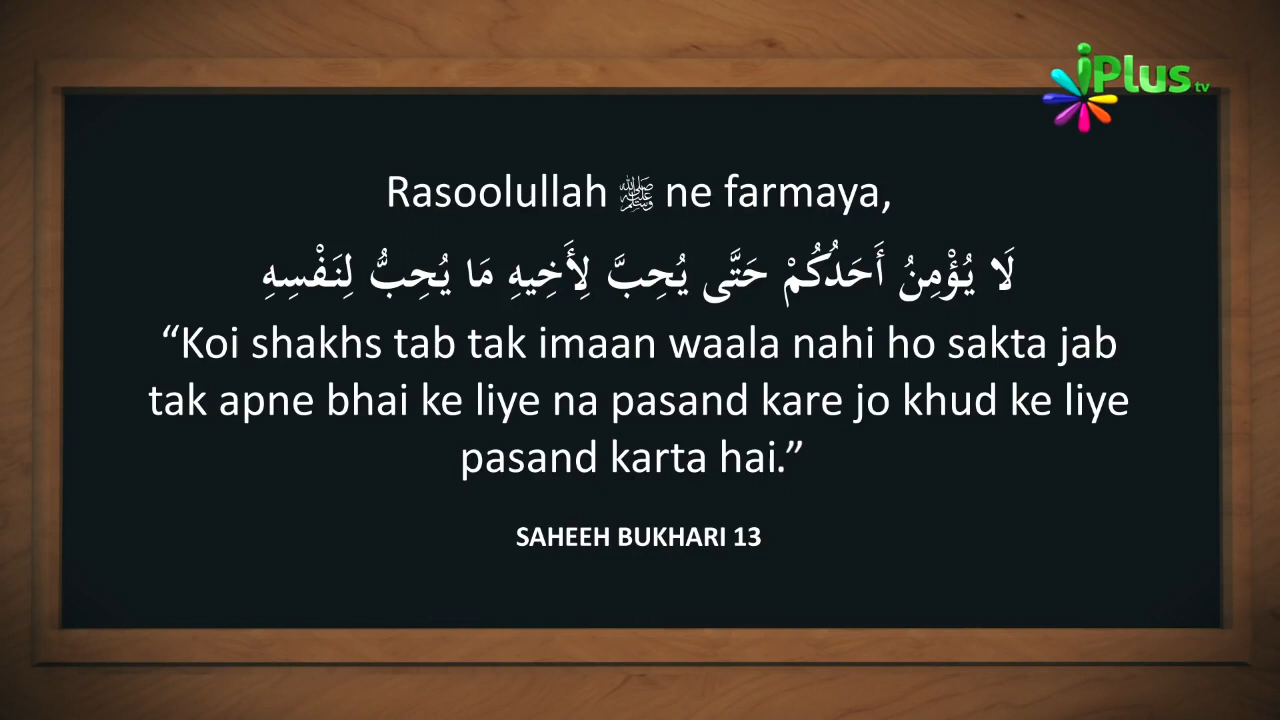 iPlus tv
Rasoolullah ﷺ ne farmaya,
لَا يُؤْمِنُ أَحَدُكُمْ حَتَّى يُحِبَّ لِأَخِيهِ مَا يُحِبُّ لِنَفْسِهِ
“Koi shakhs tab tak imaan waala nahi ho sakta jab
tak apne bhai ke liye na pasand kare jo khud ke liye
pasand karta hai.”
SAHEEH BUKHARI 13